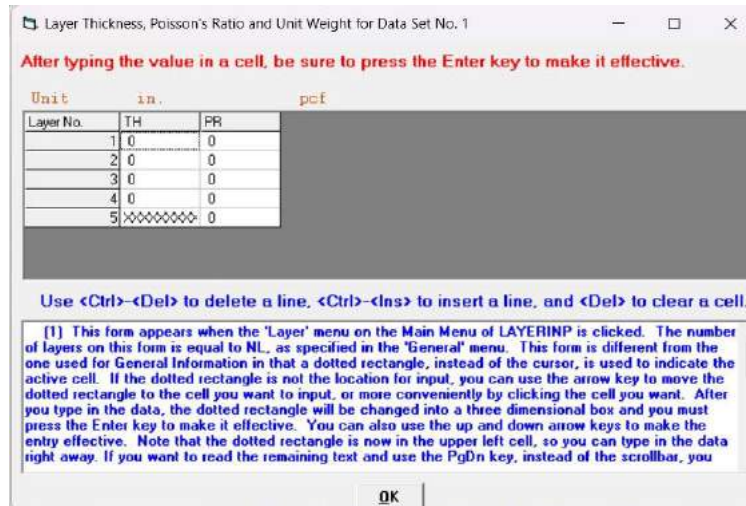 Layer Thickness, Poisson's Ratio and Unit Weight for Data Set No. 1
After typing the value in a cell, be sure to press the Enter key to make it effective.
Unit in. pcf
Layer No. TH PR
1 0 0
2 0 0
3 0 0
4 0 0
5 XXXXXXXX 0
Use <Ctrl>-<Del> to delete a line, <Ctrl>-<Ins> to insert a line, and <Del> to clear a cell.
(1) This form appears when the 'Layer' menu on the Main Menu of LAYERINP is clicked. The number
of layers on this form is equal to NL, as specified in the 'General' menu. This form is different from the
one used for General Information in that a dotted rectangle, instead of the cursor, is used to indicate the
active cell. If the dotted rectangle is not the location for input, you can use the arrow key to move the
dotted rectangle to the cell you want to input, or more conveniently by clicking the cell you want. After
you type in the data, the dotted rectangle will be changed into a three dimensional box and you must
press the Enter key to make it effective. You can also use the up and down arrow keys to make the
entry effective. Note that the dotted rectangle is now in the upper left cell, so you can type in the data
right away. If you want to read the remaining text and use the PgDn key, instead of the scrollbar, you
OK